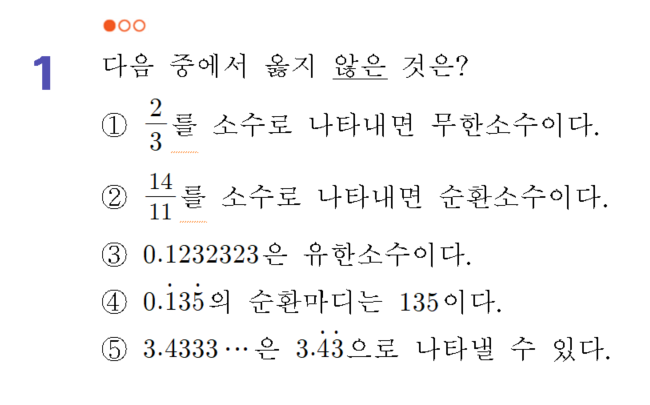 1 다음 중에서 옳지 않은 것은?
① 2/3를 소수로 나타내면 무한소수이다.
② 14/11를 소수로 나타내면 순환소수이다.
③ 0.1232323은 유한소수이다.
④ 0.1̇35̇의 순환마디는 135이다.
⑤ 3.4333⋯은 3.4̇3̇으로 나타낼 수 있다.